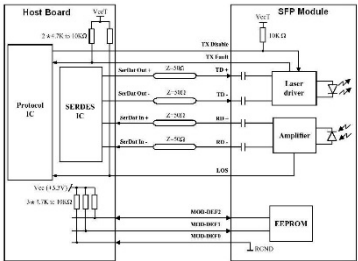 Host Board
SFP Module
VccT
VccT
2 x 4.7K to 10KΩ
10KΩ
TX Disable
TX Fault
Protocol
IC
SERDES
IC
SerDat Out +
Z=50Ω
TD +
SerDat Out -
Z=50Ω
TD -
SerDat In +
Z=50Ω
RD +
SerDat In -
Z=50Ω
RD -
Laser
driver
Amplifier
LOS
Vcc (+3.3V)
3 x 4.7K to 10KΩ
MOD-DEF2
MOD-DEF1
MOD-DEF0
EEPROM
RGND